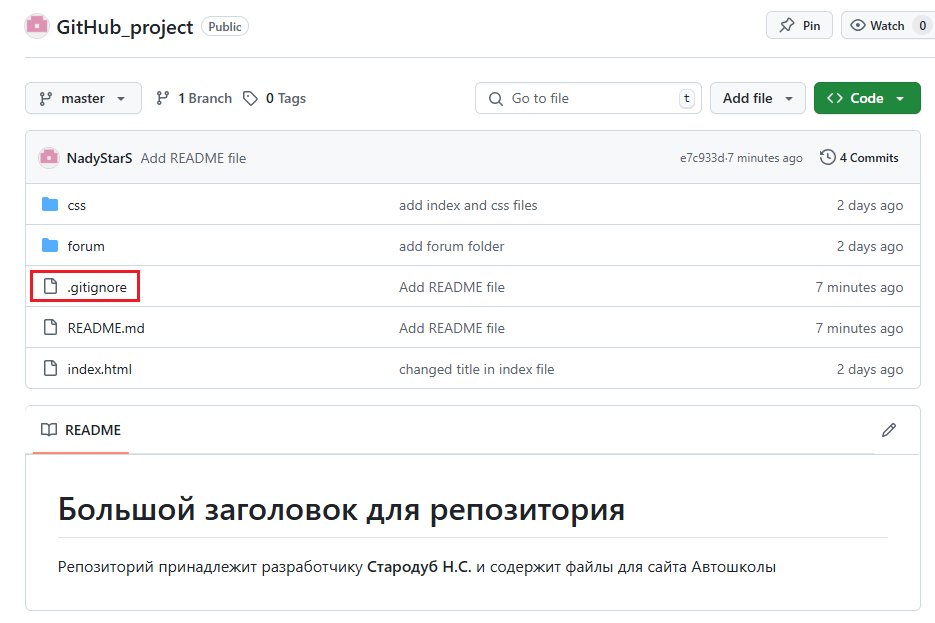 GitHub_project Public Pin Watch 0
master 1 Branch 0 Tags Go to file t Add file Code
NadyStarS Add README file e7c933d·7 minutes ago 4 Commits
css add index and css files 2 days ago
forum add forum folder 2 days ago
.gitignore Add README file 7 minutes ago
README.md Add README file 7 minutes ago
index.html changed title in index file 2 days ago
README
Большой заголовок для репозитория
Репозиторий принадлежит разработчику Стародуб Н.С. и содержит файлы для сайта Автошколы